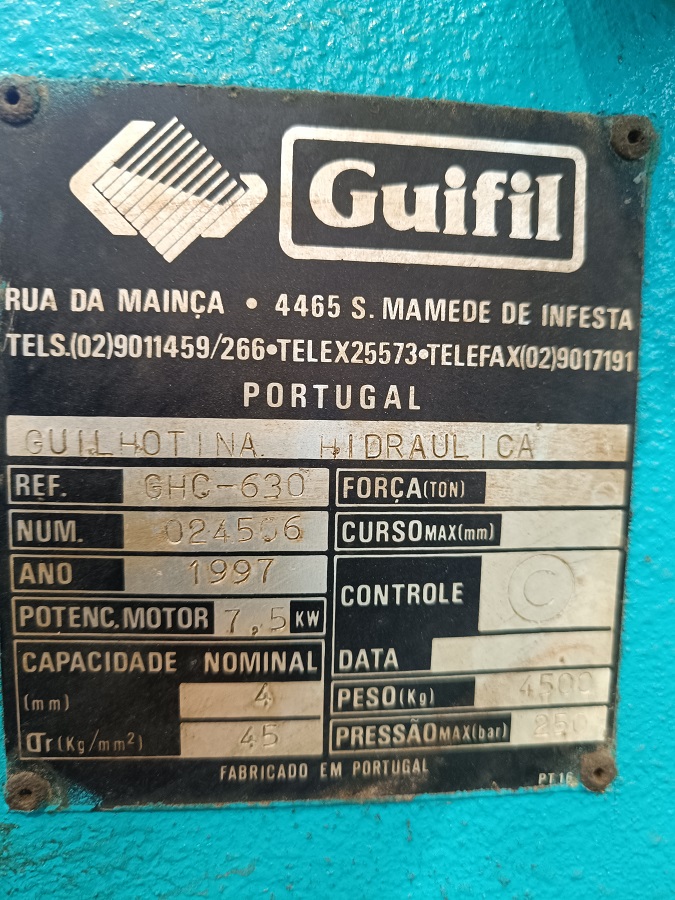 Guifil
RUA DA MAINÇA • 4465 S. MAMEDE DE INFESTA
TELS.(02)9011459/266•TELEX25573•TELEFAX(02)9017191
PORTUGAL
GUILHOTINA. HIDRAULICA
REF. GHC-630
NUM. 024506
ANO 1997
POTENC. MOTOR 7,5 KW
CAPACIDADE NOMINAL
(mm) 4
σr(Kg/mm²) 45
FORÇA(TON)
CURSO MAX(mm)
CONTROLE C
DATA
PESO(Kg) 4500
PRESSÃO MAX(bar) 250
FABRICADO EM PORTUGAL
PT16